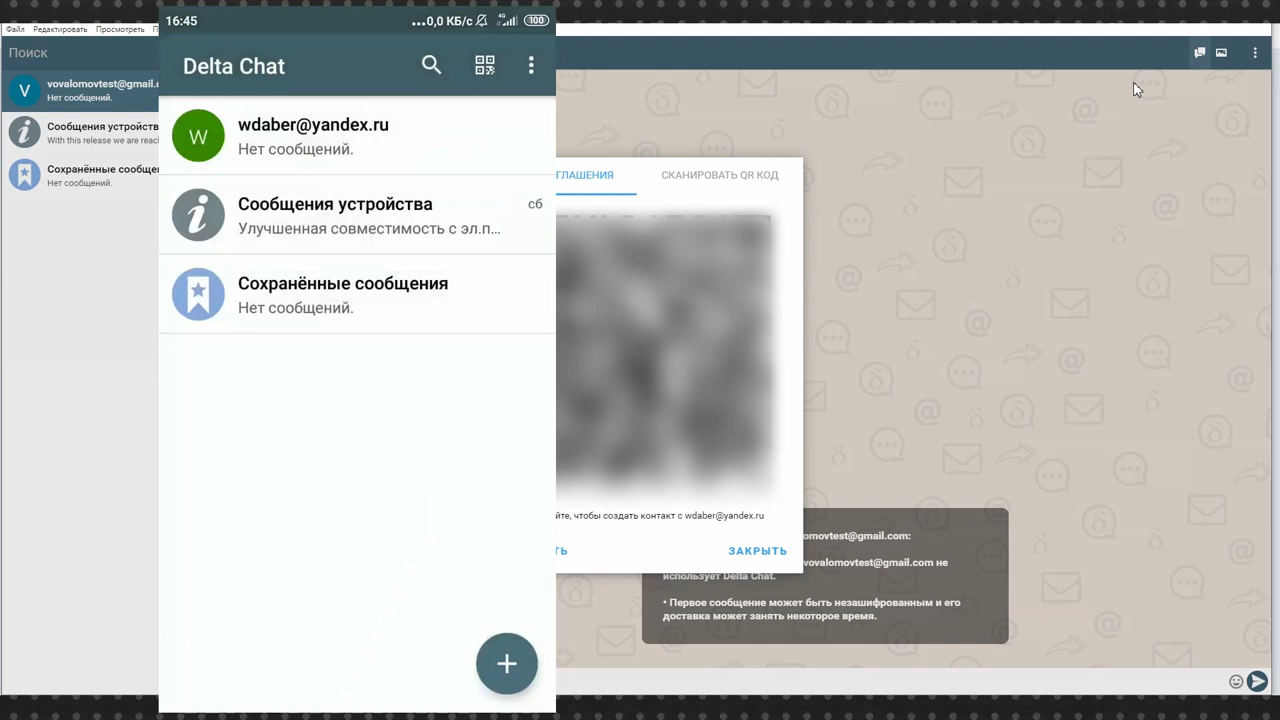 16:45
...0,0 КБ/с
4G
100
Delta Chat
W
wdaber@yandex.ru
Нет сообщений.
Сообщения устройства
сб
Улучшенная совместимость с эл.п...
Сохранённые сообщения
Нет сообщений.
Файл Редактировать Просмотреть
Поиск
V
vovalomovtest@gmail.
Нет сообщений.
Сообщения устройств
With this release we are reac
Сохранённые сообще
Нет сообщений.
ГЛАШЕНИЯ
СКАНИРОВАТЬ QR КОД
йте, чтобы создать контакт с wdaber@yandex.ru
ТЬ
ЗАКРЫТЬ
omovtest@gmail.com:
vovalomovtest@gmail.com не
использует Delta Chat.
• Первое сообщение может быть незашифрованным и его
доставка может занять некоторое время.